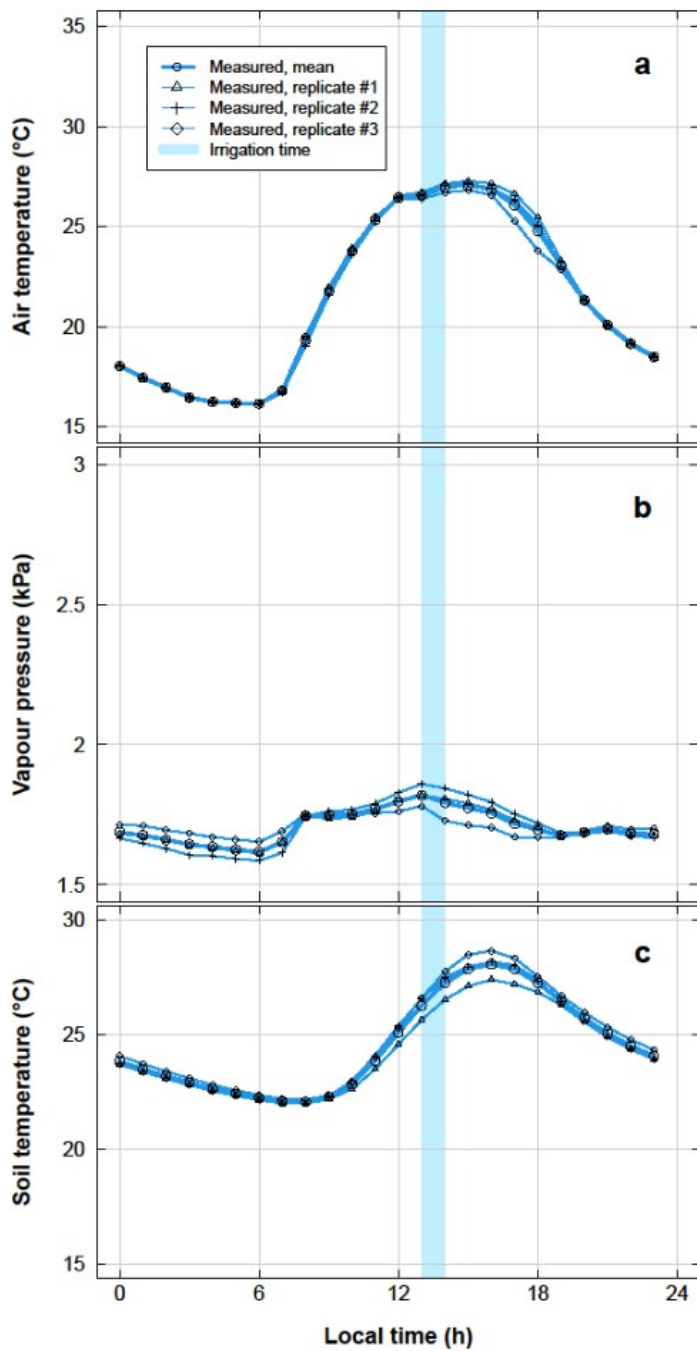 35
a
Measured, mean
Measured, replicate #1
Measured, replicate #2
Measured, replicate #3
Irrigation time
30
Air temperature (°C)
25
20
15
3
b
Vapour pressure (kPa)
2.5
2
1.5
30
c
Soil temperature (°C)
25
20
15
0 6 12 18 24
Local time (h)